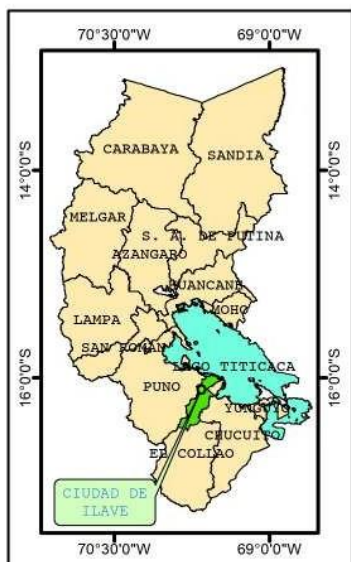 70°30'0"W 69°0'0"W
CARABAYA
SANDIA
14°0'0"S 14°0'0"S
MELGAR
S. A. DE PUTINA
AZANGARO
HUANCANE
MOHO
LAMPA
SAN ROMAN
LAGO TITICACA
16°0'0"S 16°0'0"S
PUNO
YUNGUYO
CHUCUITO
EL COLLAO
CIUDAD DE
ILAVE
70°30'0"W 69°0'0"W